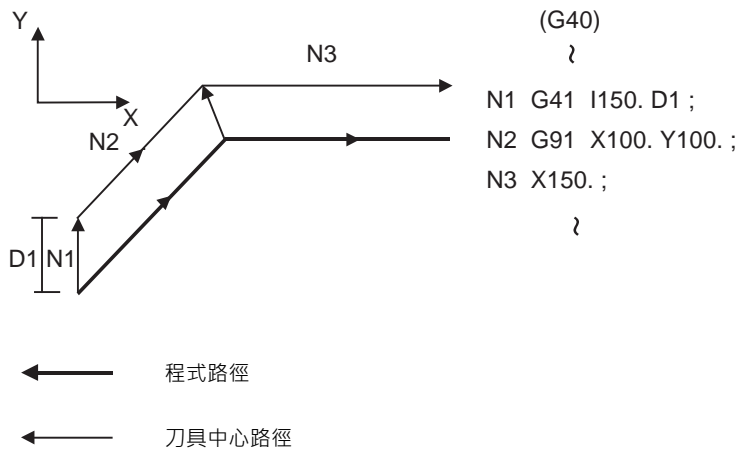 Y
X
N3
N2
D1
N1
(G40)
~
N1 G41 I150. D1 ;
N2 G91 X100. Y100. ;
N3 X150. ;
~
程式路徑
刀具中心路徑